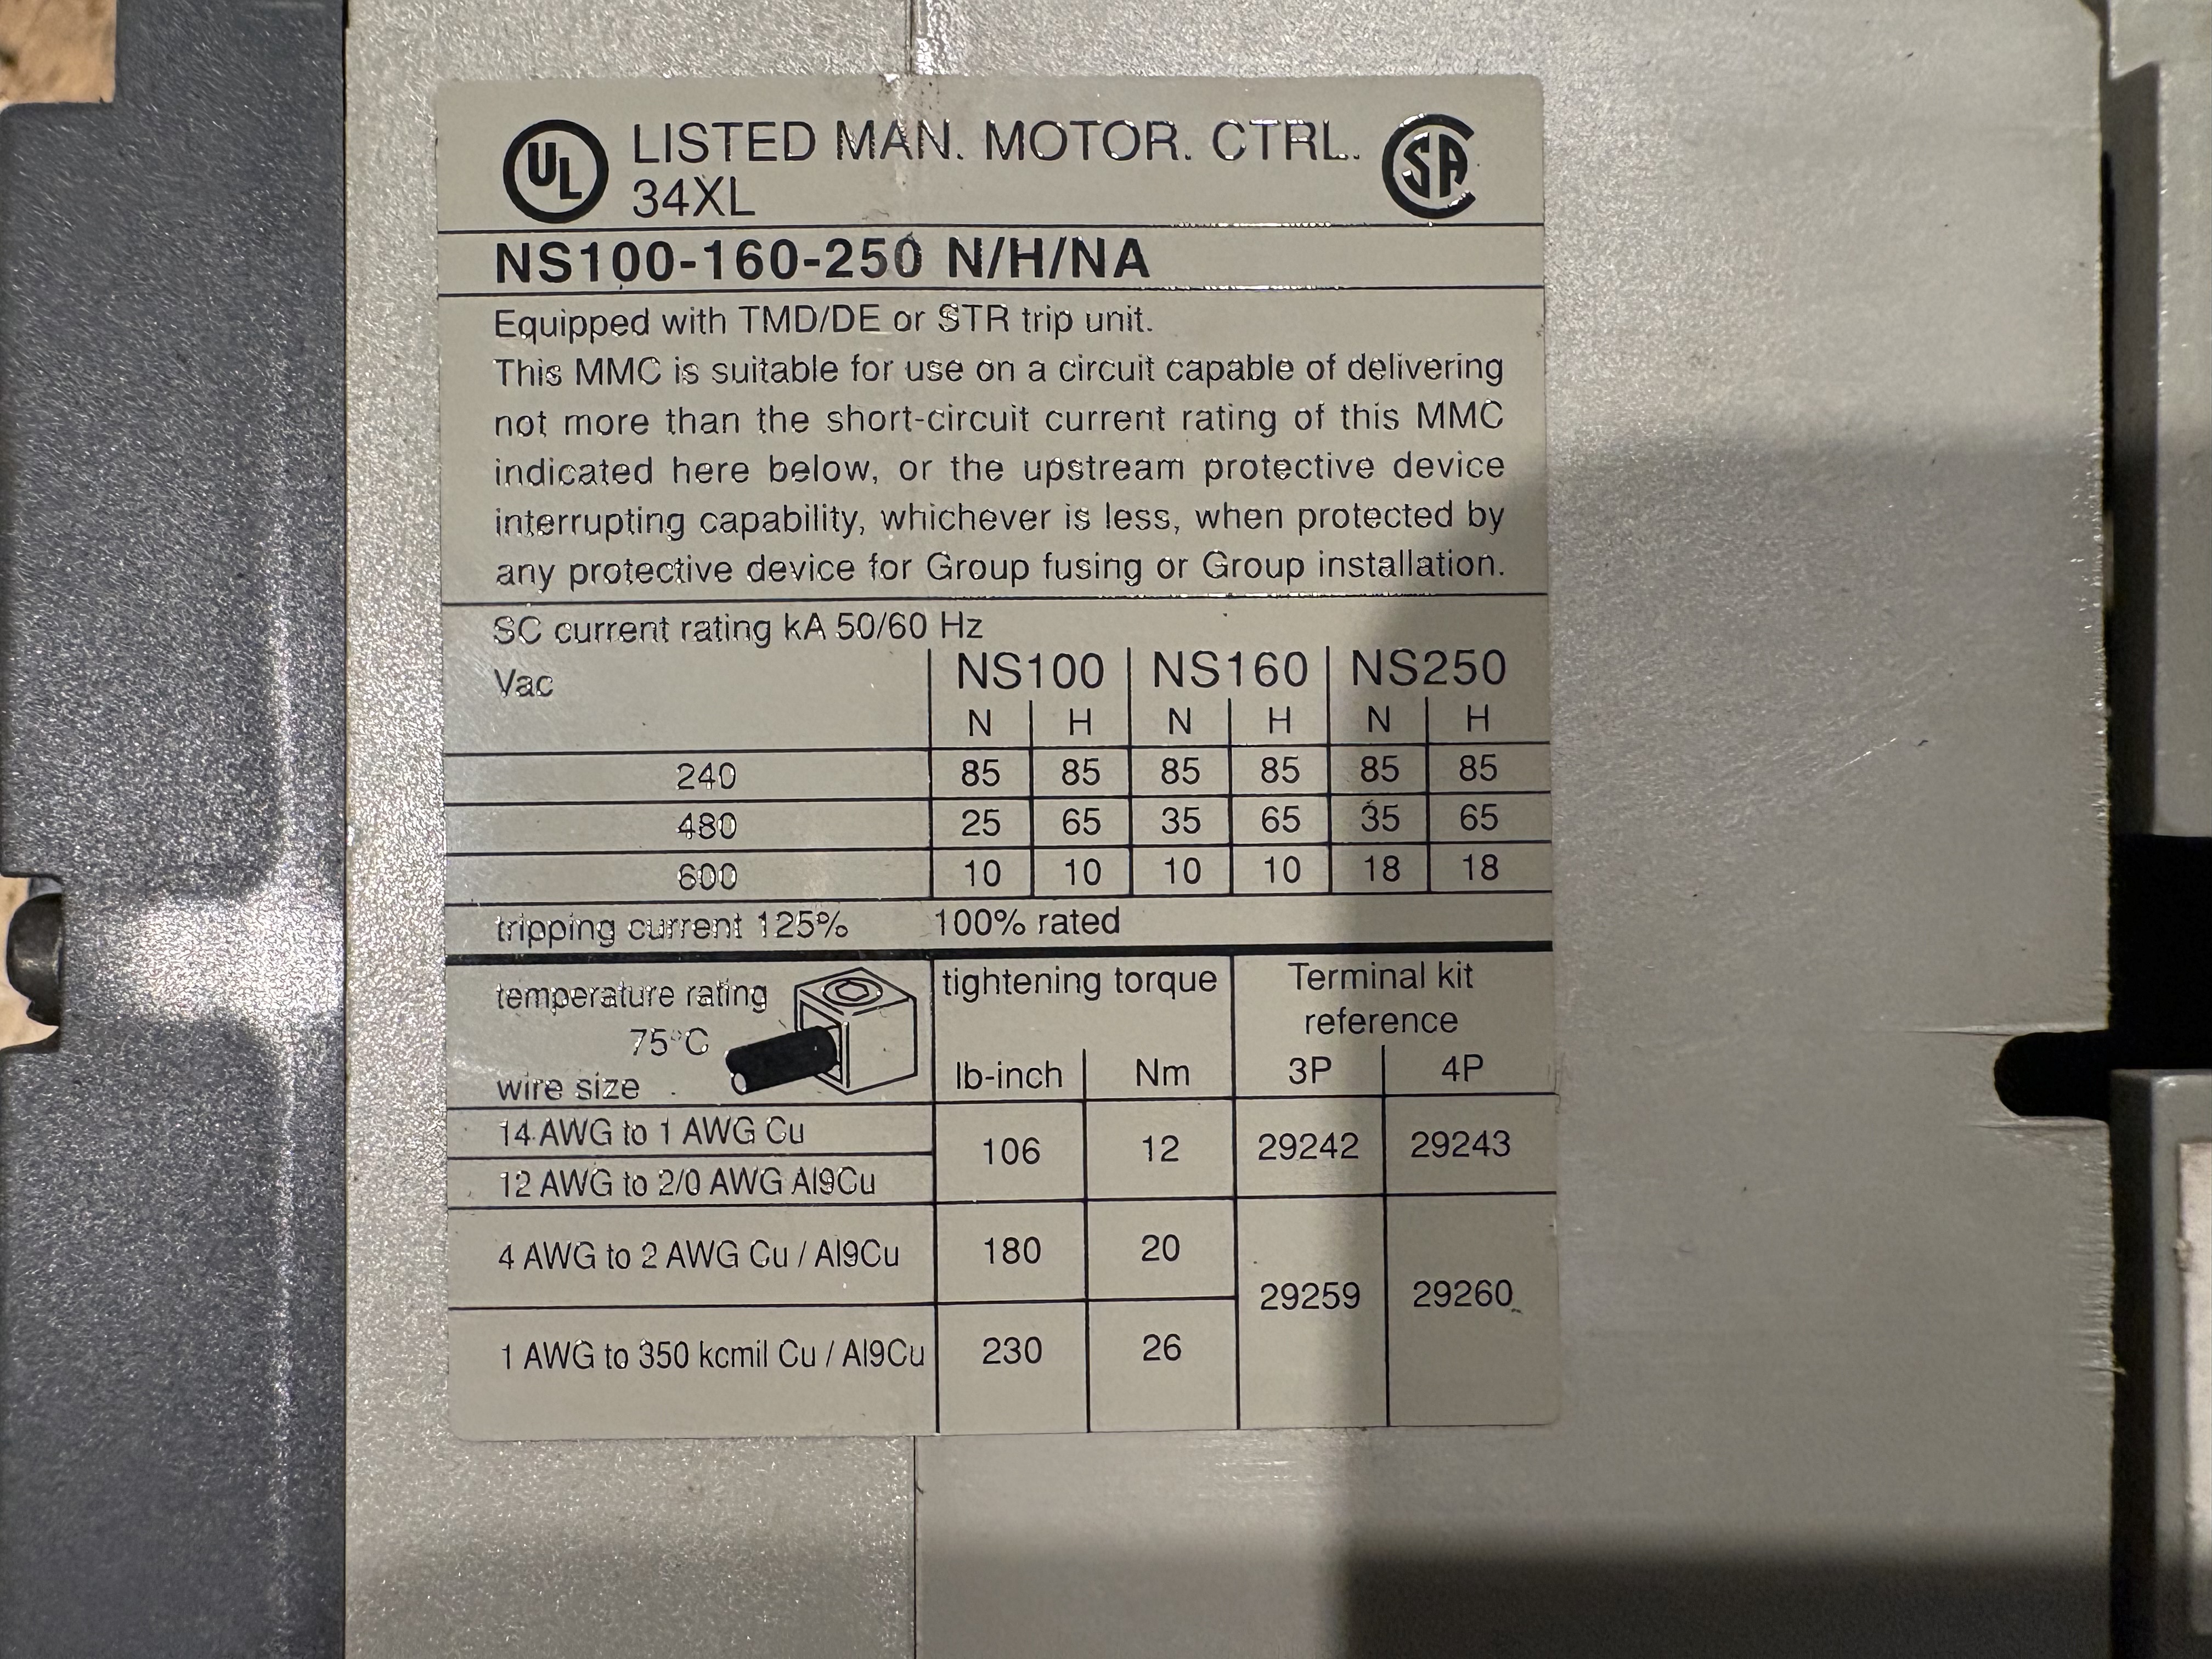 UL LISTED MAN. MOTOR. CTRL. SA
34XL
NS100-160-250 N/H/NA
Equipped with TMD/DE or STR trip unit.
This MMC is suitable for use on a circuit capable of delivering
not more than the short-circuit current rating of this MMC
indicated here below, or the upstream protective device
interrupting capability, whichever is less, when protected by
any protective device for Group fusing or Group installation.
SC current rating kA 50/60 Hz
Vac NS100 NS160 NS250
N H N H N H
240 85 85 85 85 85 85
480 25 65 35 65 35 65
600 10 10 10 10 18 18
tripping current 125% 100% rated
temperature rating tightening torque Terminal kit
reference
75°C
wire size lb-inch Nm 3P 4P
14 AWG to 1 AWG Cu
106 12 29242 29243
12 AWG to 2/0 AWG Al9Cu
4 AWG to 2 AWG Cu / Al9Cu 180 20
29259 29260
1 AWG to 350 kcmil Cu / Al9Cu 230 26